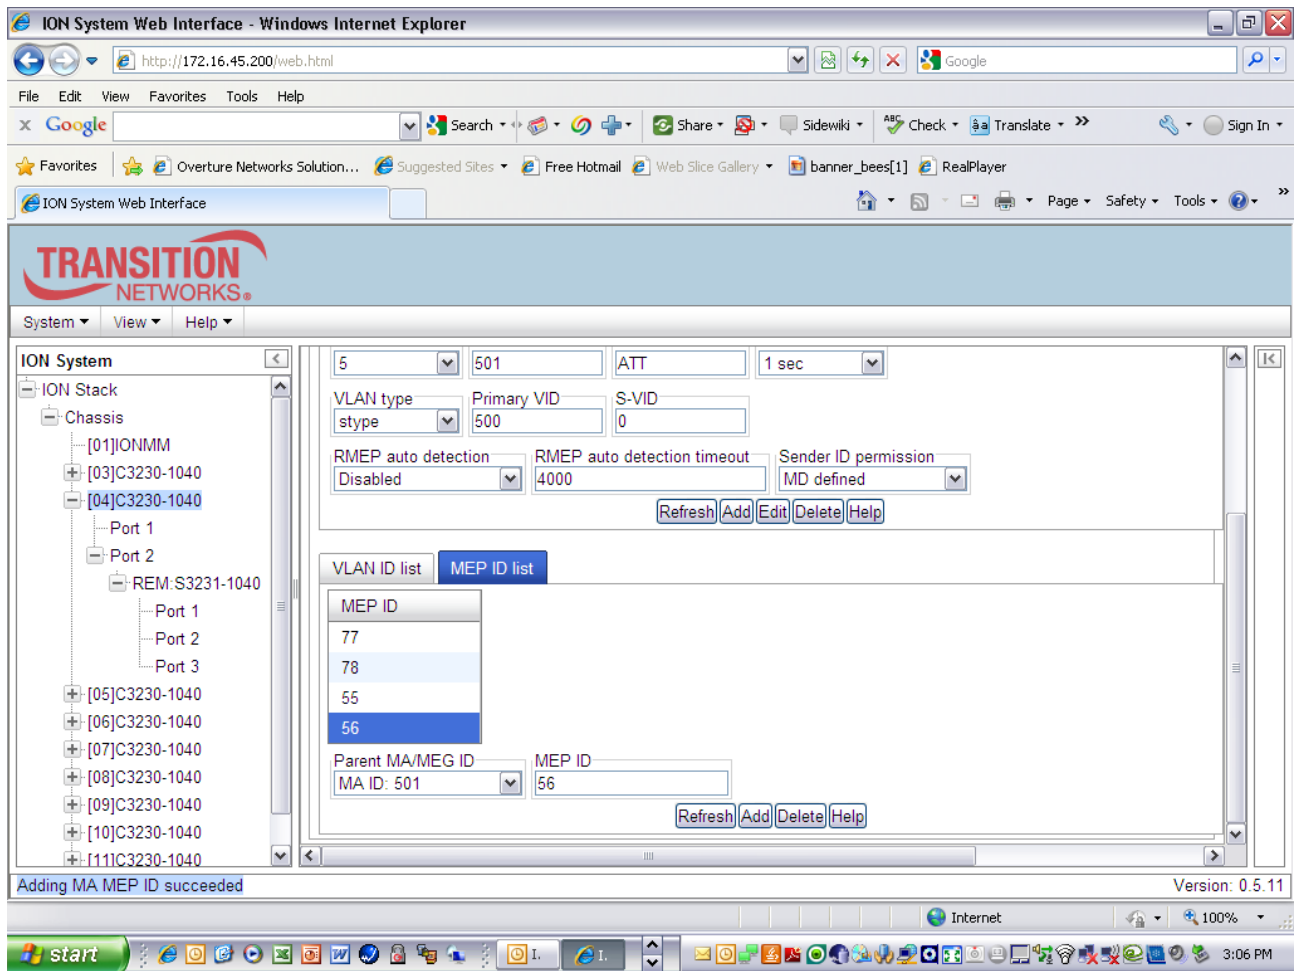 ION System Web Interface - Windows Internet Explorer
http://172.16.45.200/web.html
Google
File Edit View Favorites Tools Help
x Google Search Share Sidewiki ABC Check āa Translate » Sign In
Favorites Overture Networks Solution... Suggested Sites Free Hotmail Web Slice Gallery banner_bees[1] RealPlayer
ION System Web Interface Page Safety Tools »
TRANSITION
NETWORKS®
System View Help
ION System
ION Stack
Chassis
[01]IONMM
[03]C3230-1040
[04]C3230-1040
Port 1
Port 2
REM:S3231-1040
Port 1
Port 2
Port 3
[05]C3230-1040
[06]C3230-1040
[07]C3230-1040
[08]C3230-1040
[09]C3230-1040
[10]C3230-1040
[11]C3230-1040
5 501 ATT 1 sec
VLAN type Primary VID S-VID
stype 500 0
RMEP auto detection RMEP auto detection timeout Sender ID permission
Disabled 4000 MD defined
Refresh Add Edit Delete Help
VLAN ID list MEP ID list
MEP ID
77
78
55
56
Parent MA/MEG ID MEP ID
MA ID: 501 56
Refresh Add Delete Help
Adding MA MEP ID succeeded Version: 0.5.11
Internet 100%
start I. I. 3:06 PM